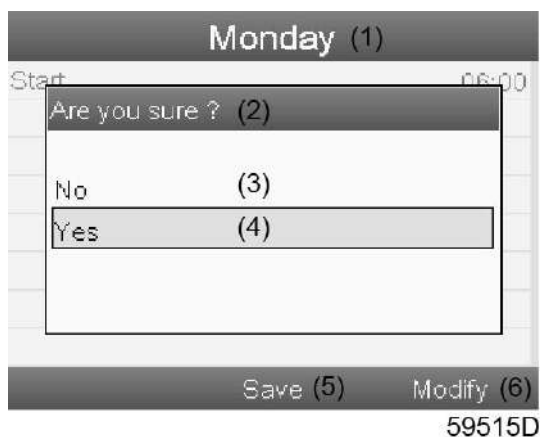 Monday (1)
Start 06:00
Are you sure ? (2)
No (3)
Yes (4)
Save (5) Modify (6)
59515D